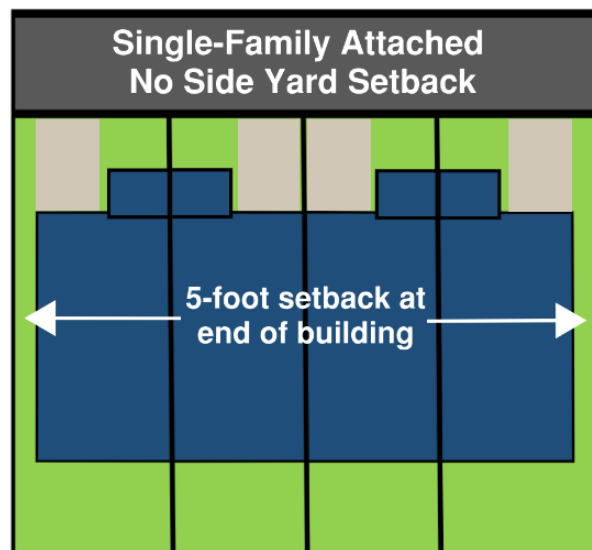 Single-Family Attached
No Side Yard Setback
5-foot setback at
end of building